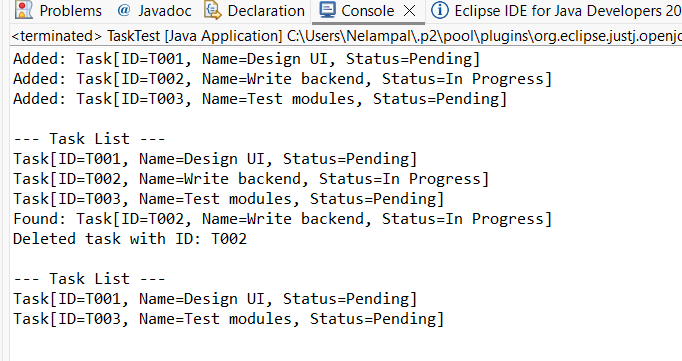 Problems @ Javadoc Declaration Console Eclipse IDE for Java Developers 20
<terminated> TaskTest [Java Application] C:\Users\Nelampal\.p2\pool\plugins\org.eclipse.justj.openjd
Added: Task[ID=T001, Name=Design UI, Status=Pending]
Added: Task[ID=T002, Name=Write backend, Status=In Progress]
Added: Task[ID=T003, Name=Test modules, Status=Pending]
--- Task List ---
Task[ID=T001, Name=Design UI, Status=Pending]
Task[ID=T002, Name=Write backend, Status=In Progress]
Task[ID=T003, Name=Test modules, Status=Pending]
Found: Task[ID=T002, Name=Write backend, Status=In Progress]
Deleted task with ID: T002
--- Task List ---
Task[ID=T001, Name=Design UI, Status=Pending]
Task[ID=T003, Name=Test modules, Status=Pending]